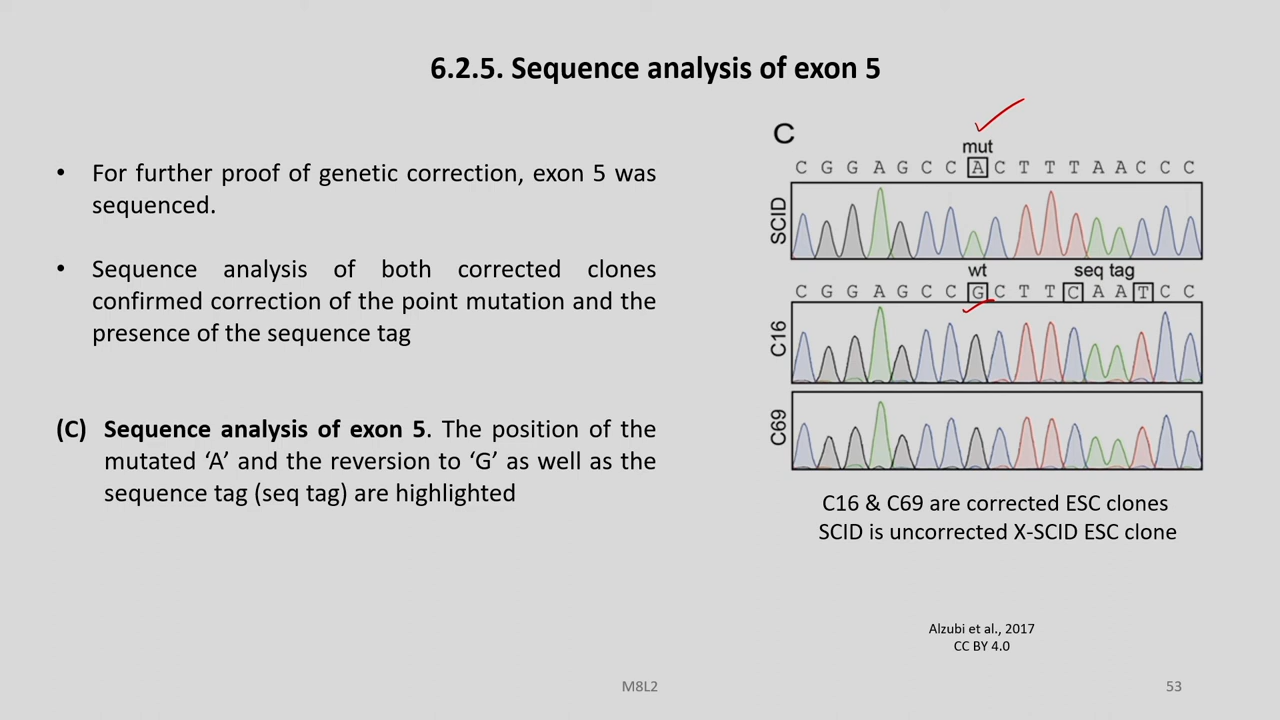 6.2.5. Sequence analysis of exon 5
• For further proof of genetic correction, exon 5 was
sequenced.
• Sequence analysis of both corrected clones
confirmed correction of the point mutation and the
presence of the sequence tag
(C) Sequence analysis of exon 5. The position of the
mutated ‘A’ and the reversion to ‘G’ as well as the
sequence tag (seq tag) are highlighted
C
mut
C G G A G C C A C T T T A A C C C
SCID
wt seq tag
C G G A G C C G C T T C A A T C C
C16
C69
C16 & C69 are corrected ESC clones
SCID is uncorrected X-SCID ESC clone
Alzubi et al., 2017
CC BY 4.0
M8L2
53